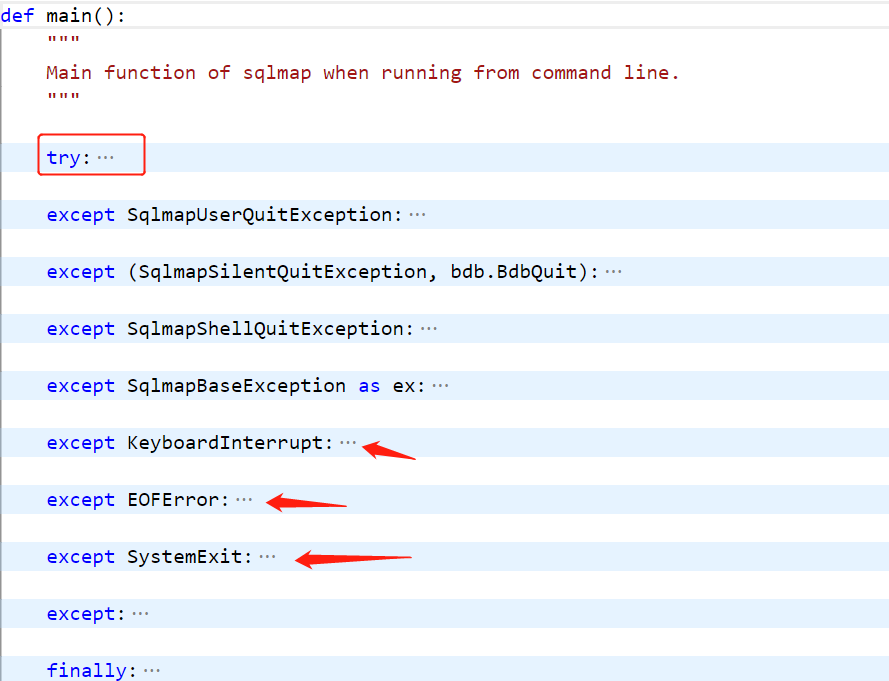 def main():
"""
Main function of sqlmap when running from command line.
"""
try:···
except SqlmapUserQuitException:···
except (SqlmapSilentQuitException, bdb.BdbQuit):···
except SqlmapShellQuitException:···
except SqlmapBaseException as ex:···
except KeyboardInterrupt:···
except EOFError:···
except SystemExit:···
except:···
finally:···